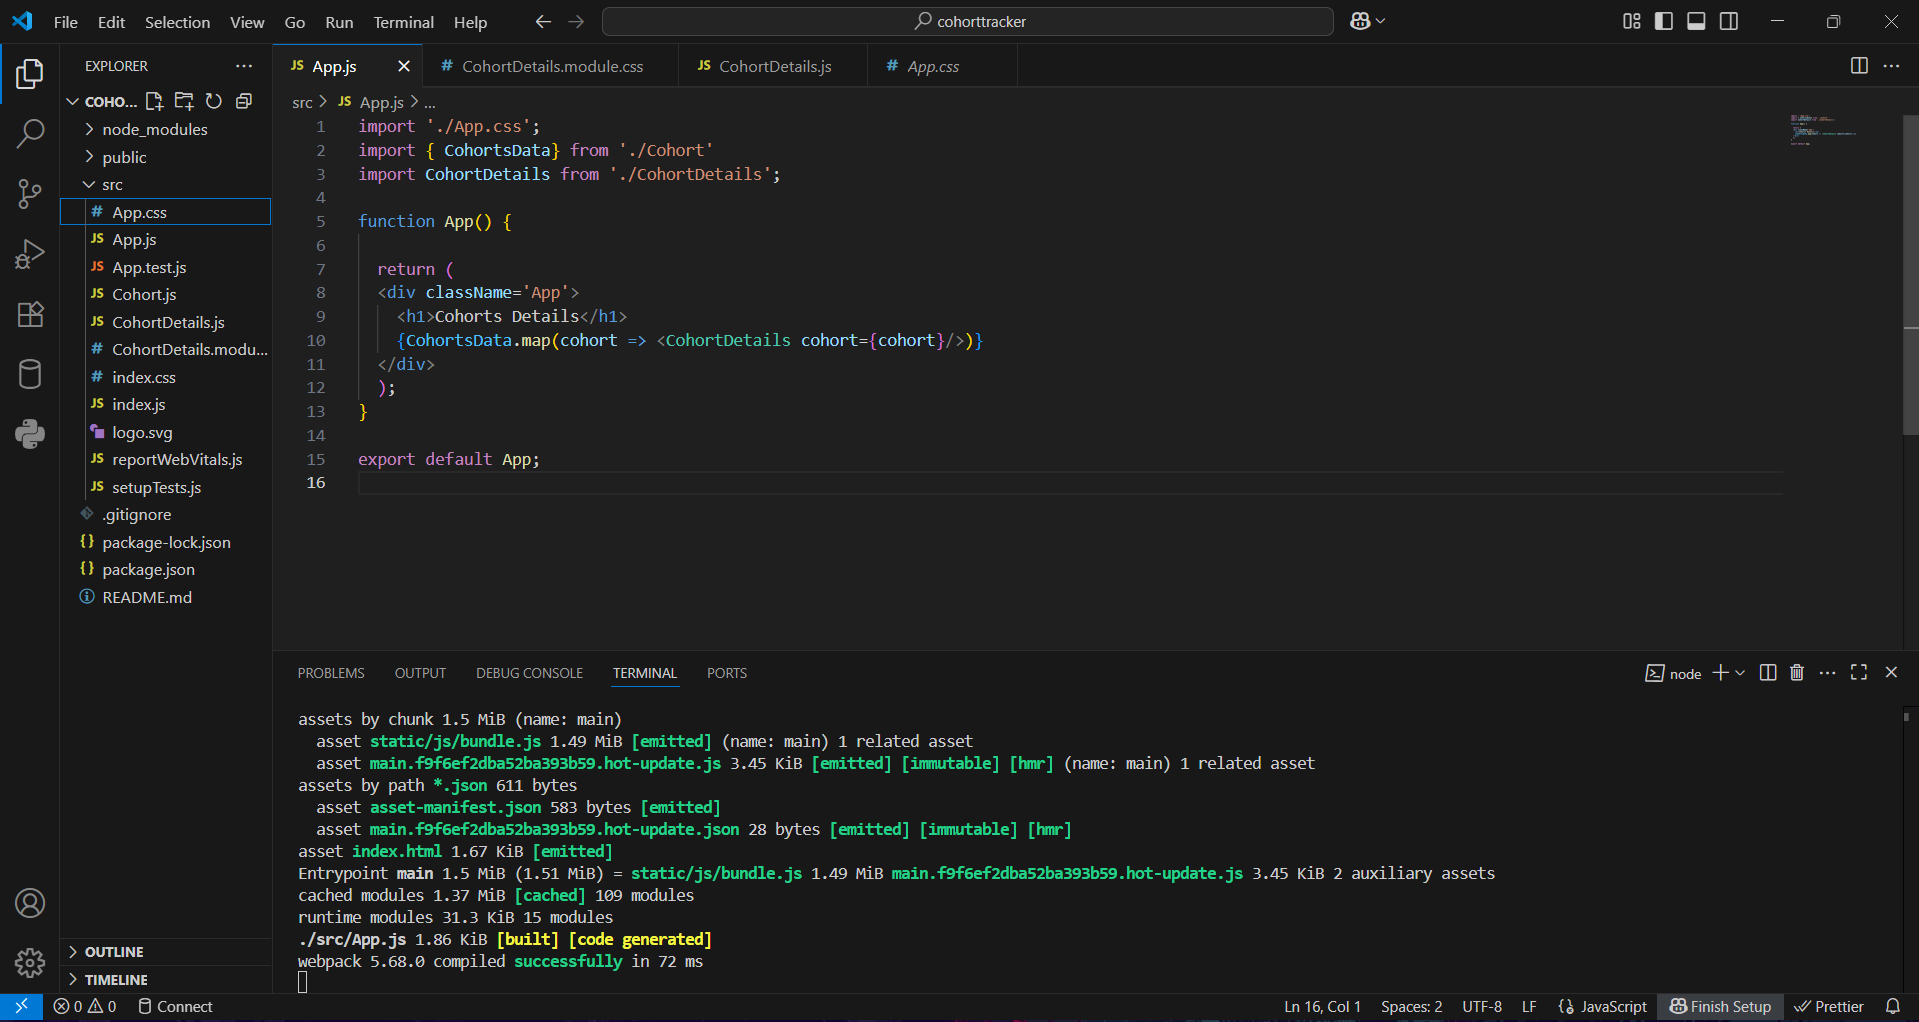 File Edit Selection View Go Run Terminal Help cohorttracker
EXPLORER
COHO...
node_modules
public
src
# App.css
JS App.js
JS App.test.js
JS Cohort.js
JS CohortDetails.js
# CohortDetails.modu...
# index.css
JS index.js
logo.svg
JS reportWebVitals.js
JS setupTests.js
.gitignore
{} package-lock.json
{} package.json
README.md
OUTLINE
TIMELINE
JS App.js # CohortDetails.module.css JS CohortDetails.js # App.css
src > JS App.js > ...
1 import './App.css';
2 import { CohortsData} from './Cohort'
3 import CohortDetails from './CohortDetails';
4
5 function App() {
6
7 return (
8 <div className='App'>
9 <h1>Cohorts Details</h1>
10 {CohortsData.map(cohort => <CohortDetails cohort={cohort}/>)}
11 </div>
12 );
13 }
14
15 export default App;
16
PROBLEMS OUTPUT DEBUG CONSOLE TERMINAL PORTS node
assets by chunk 1.5 MiB (name: main)
asset static/js/bundle.js 1.49 MiB [emitted] (name: main) 1 related asset
asset main.f9f6ef2dba52ba393b59.hot-update.js 3.45 KiB [emitted] [immutable] [hmr] (name: main) 1 related asset
assets by path *.json 611 bytes
asset asset-manifest.json 583 bytes [emitted]
asset main.f9f6ef2dba52ba393b59.hot-update.json 28 bytes [emitted] [immutable] [hmr]
asset index.html 1.67 KiB [emitted]
Entrypoint main 1.5 MiB (1.51 MiB) = static/js/bundle.js 1.49 MiB main.f9f6ef2dba52ba393b59.hot-update.js 3.45 KiB 2 auxiliary assets
cached modules 1.37 MiB [cached] 109 modules
runtime modules 31.3 KiB 15 modules
./src/App.js 1.86 KiB [built] [code generated]
webpack 5.68.0 compiled successfully in 72 ms
0 0 Connect Ln 16, Col 1 Spaces: 2 UTF-8 LF {} JavaScript Finish Setup Prettier